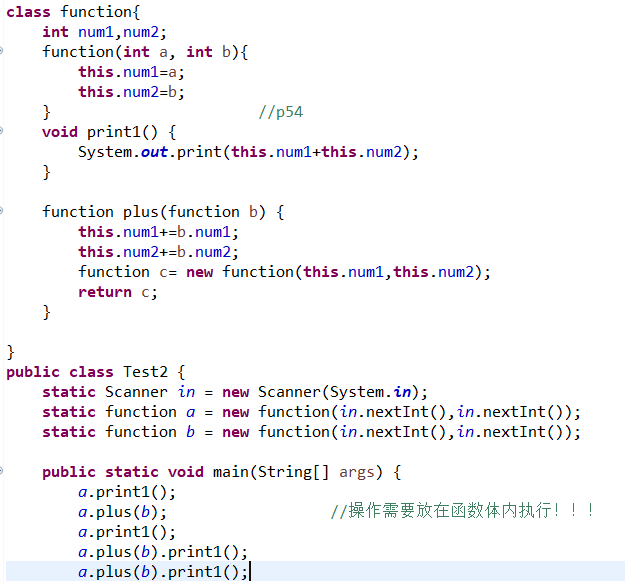 class function{
    int num1,num2;
    function(int a, int b){
        this.num1=a;
        this.num2=b;
    }                       //p54
    void print1() {
        System.out.print(this.num1+this.num2);
    }

    function plus(function b) {
        this.num1+=b.num1;
        this.num2+=b.num2;
        function c= new function(this.num1,this.num2);
        return c;
    }

}
public class Test2 {
    static Scanner in = new Scanner(System.in);
    static function a = new function(in.nextInt(),in.nextInt());
    static function b = new function(in.nextInt(),in.nextInt());

    public static void main(String[] args) {
        a.print1();
        a.plus(b);                  //操作需要放在函数体内执行！！！
        a.print1();
        a.plus(b).print1();
        a.plus(b).print1();